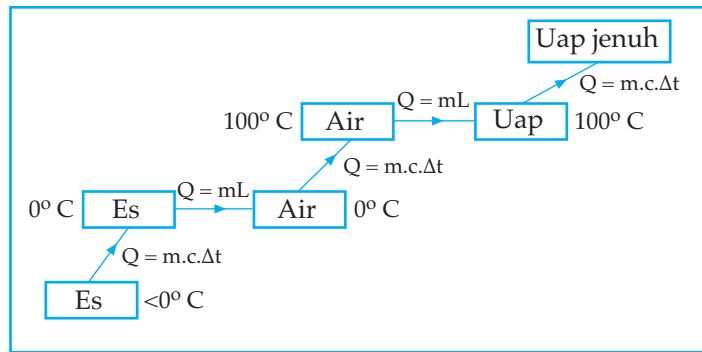 Uap jenuh
Q = m.c.Δt
Q = mL
100º C
Air
Uap
100º C
Q = m.c.Δt
Q = mL
0º C
Es
Air
0º C
Q = m.c.Δt
Es
<0º C